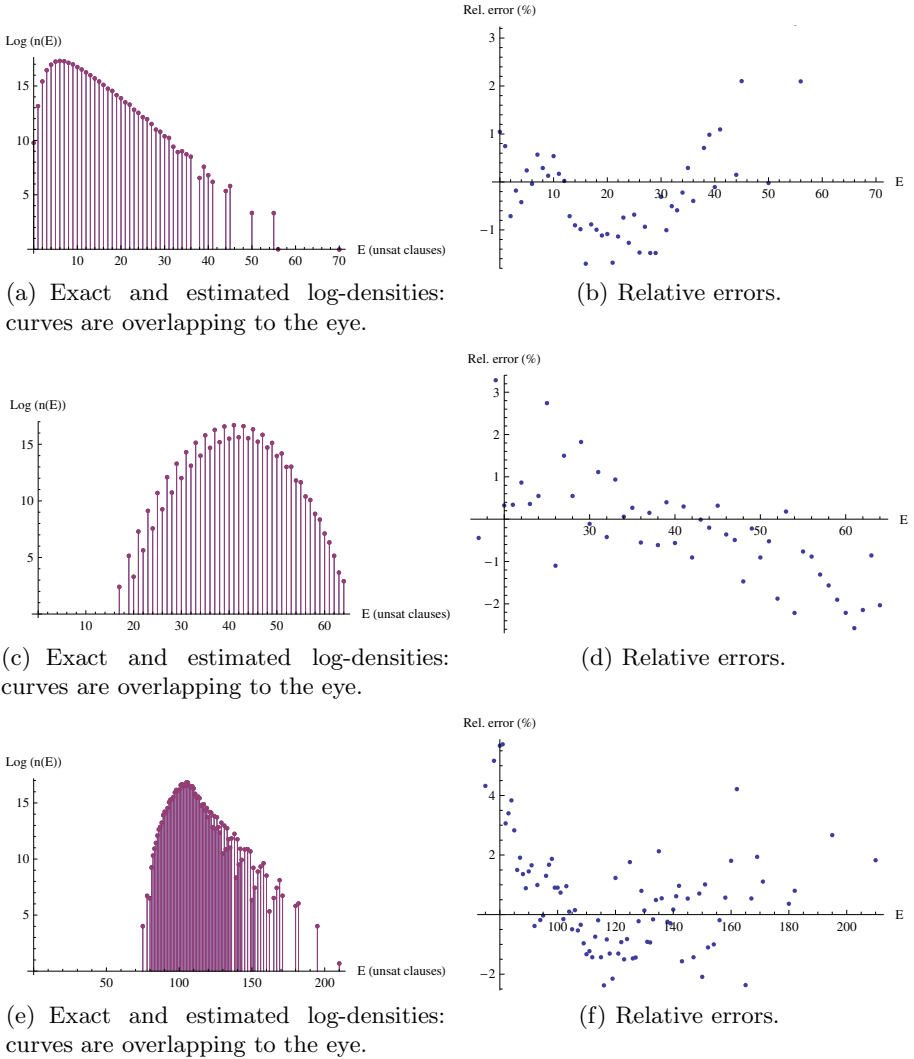 Log (n(E))
15
10
5
10 20 30 40 50 60 70
E (unsat clauses)
(a) Exact and estimated log-densities:
curves are overlapping to the eye.
Rel. error (%)
3
2
1
−1
10 20 30 40 50 60 70
E
(b) Relative errors.
Log (n(E))
15
10
5
10 20 30 40 50 60
E (unsat clauses)
(c) Exact and estimated log-densities:
curves are overlapping to the eye.
Rel. error (%)
3
2
1
−1
−2
30 40 50 60
E
(d) Relative errors.
Log (n(E))
15
10
5
50 100 150 200
E (unsat clauses)
(e) Exact and estimated log-densities:
curves are overlapping to the eye.
Rel. error (%)
4
2
−2
100 120 140 160 180 200
E
(f) Relative errors.